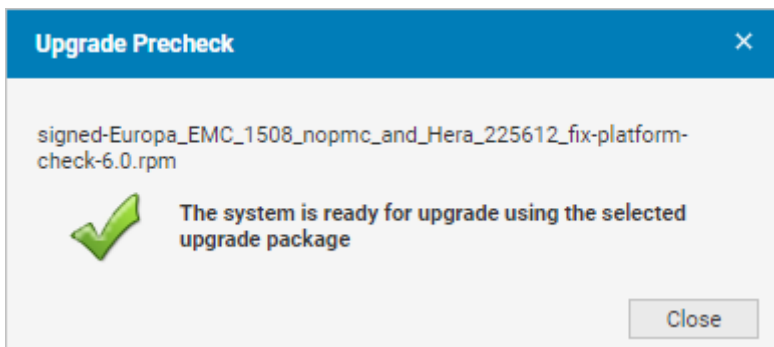 Upgrade Precheck
signed-Europa_EMC_1508_nopmc_and_Hera_225612_fix-platform-
check-6.0.rpm
The system is ready for upgrade using the selected
upgrade package
Close